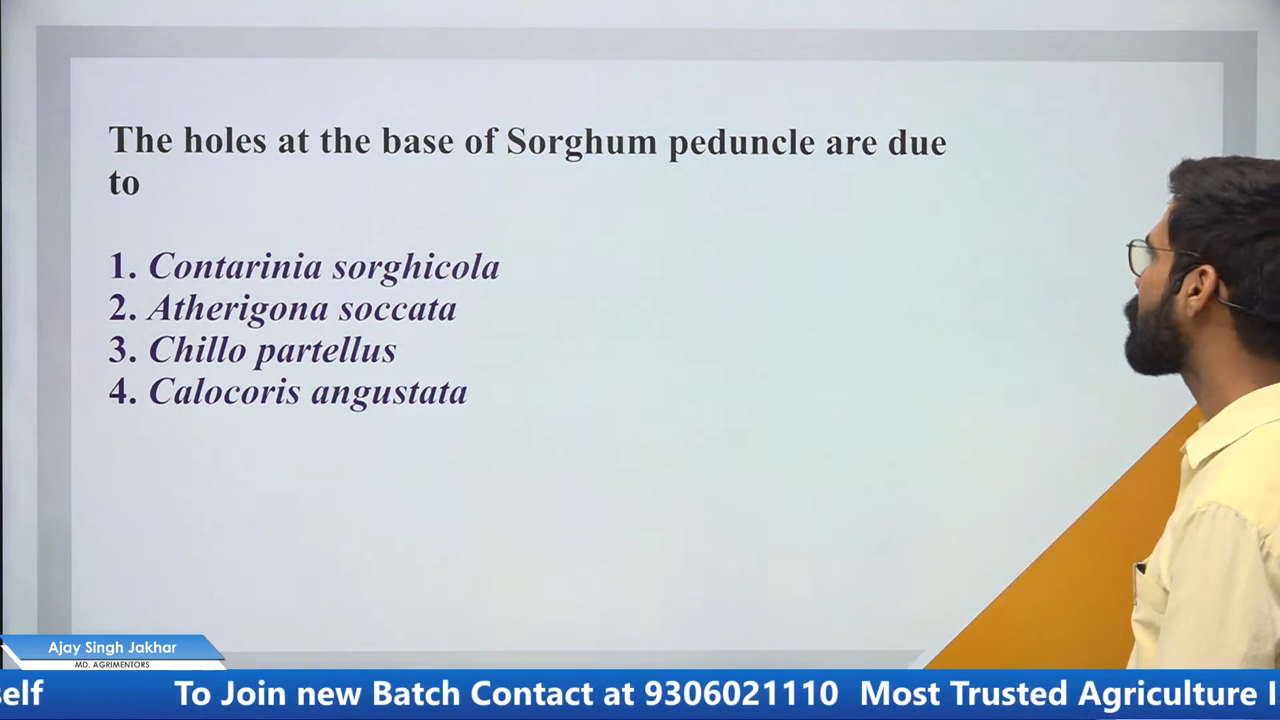 The holes at the base of Sorghum peduncle are due
to
1. Contarinia sorghicola
2. Atherigona soccata
3. Chillo partellus
4. Calocoris angustata
Ajay Singh Jakhar
MD. AGRIMENTORS
self To Join new Batch Contact at 9306021110 Most Trusted Agriculture I